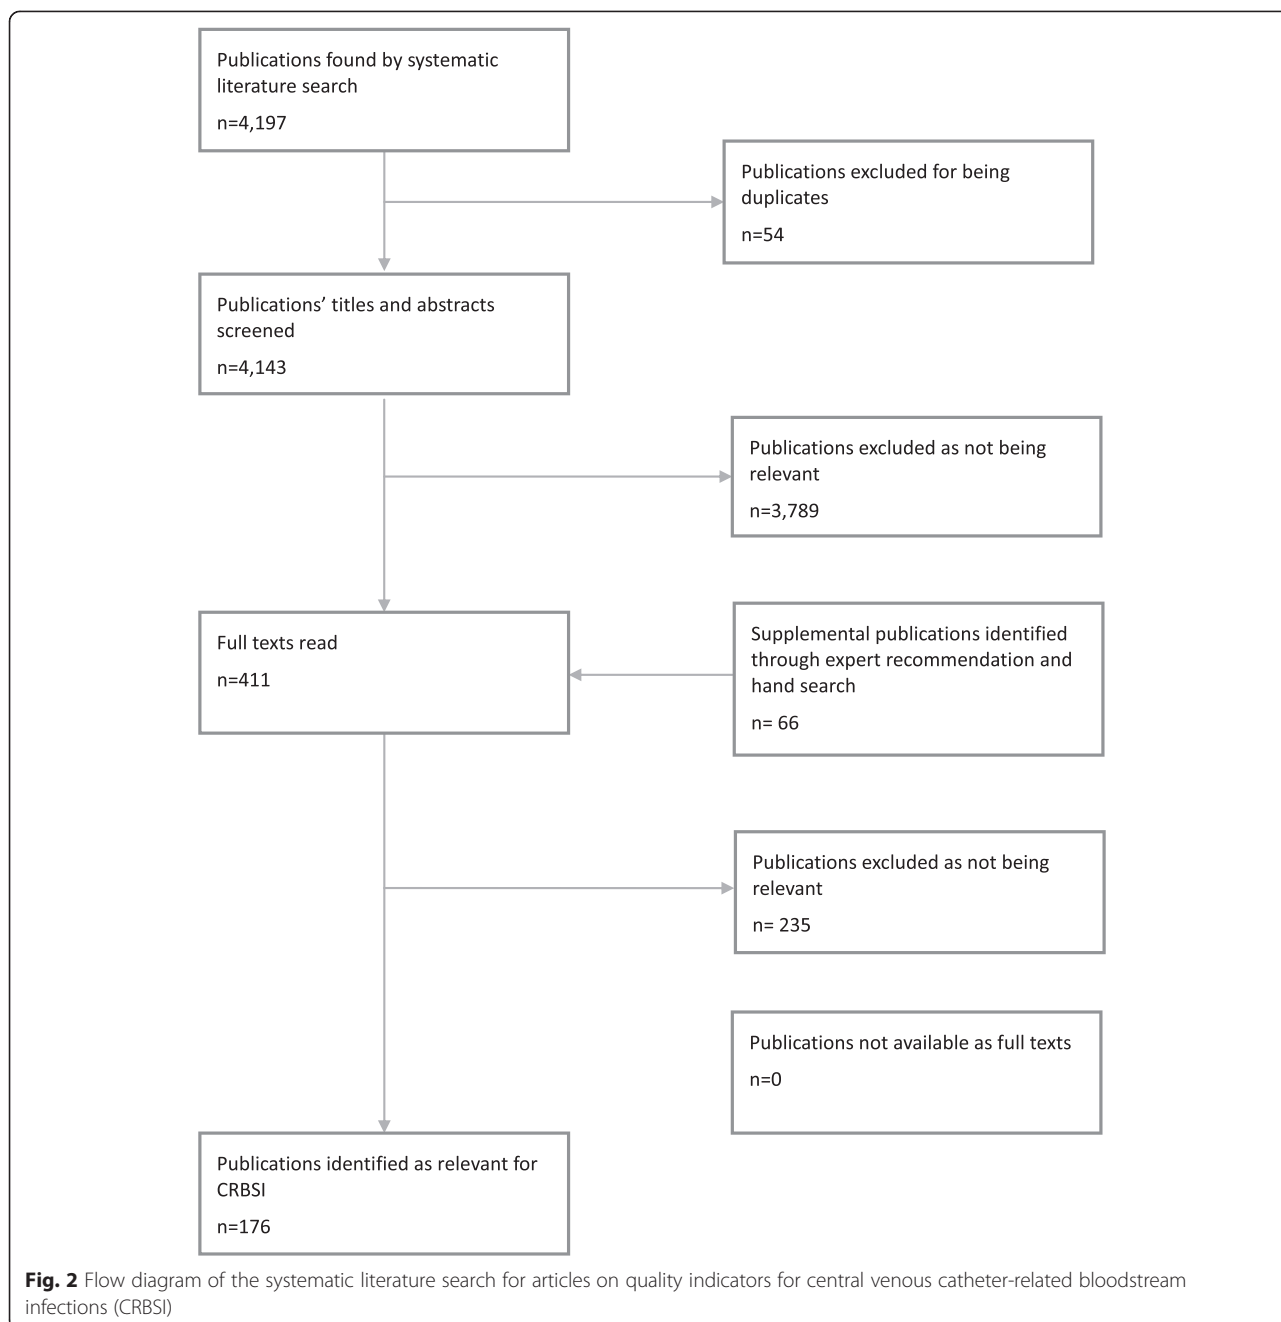 Publications found by systematic
literature search
n=4,197
Publications excluded for being
duplicates
n=54
Publications’ titles and abstracts
screened
n=4,143
Publications excluded as not being
relevant
n=3,789
Full texts read
n=411
Supplemental publications identified
through expert recommendation and
hand search
n= 66
Publications excluded as not being
relevant
n= 235
Publications not available as full texts
n=0
Publications identified as relevant for
CRBSI
n=176
Fig. 2 Flow diagram of the systematic literature search for articles on quality indicators for central venous catheter-related bloodstream
infections (CRBSI)